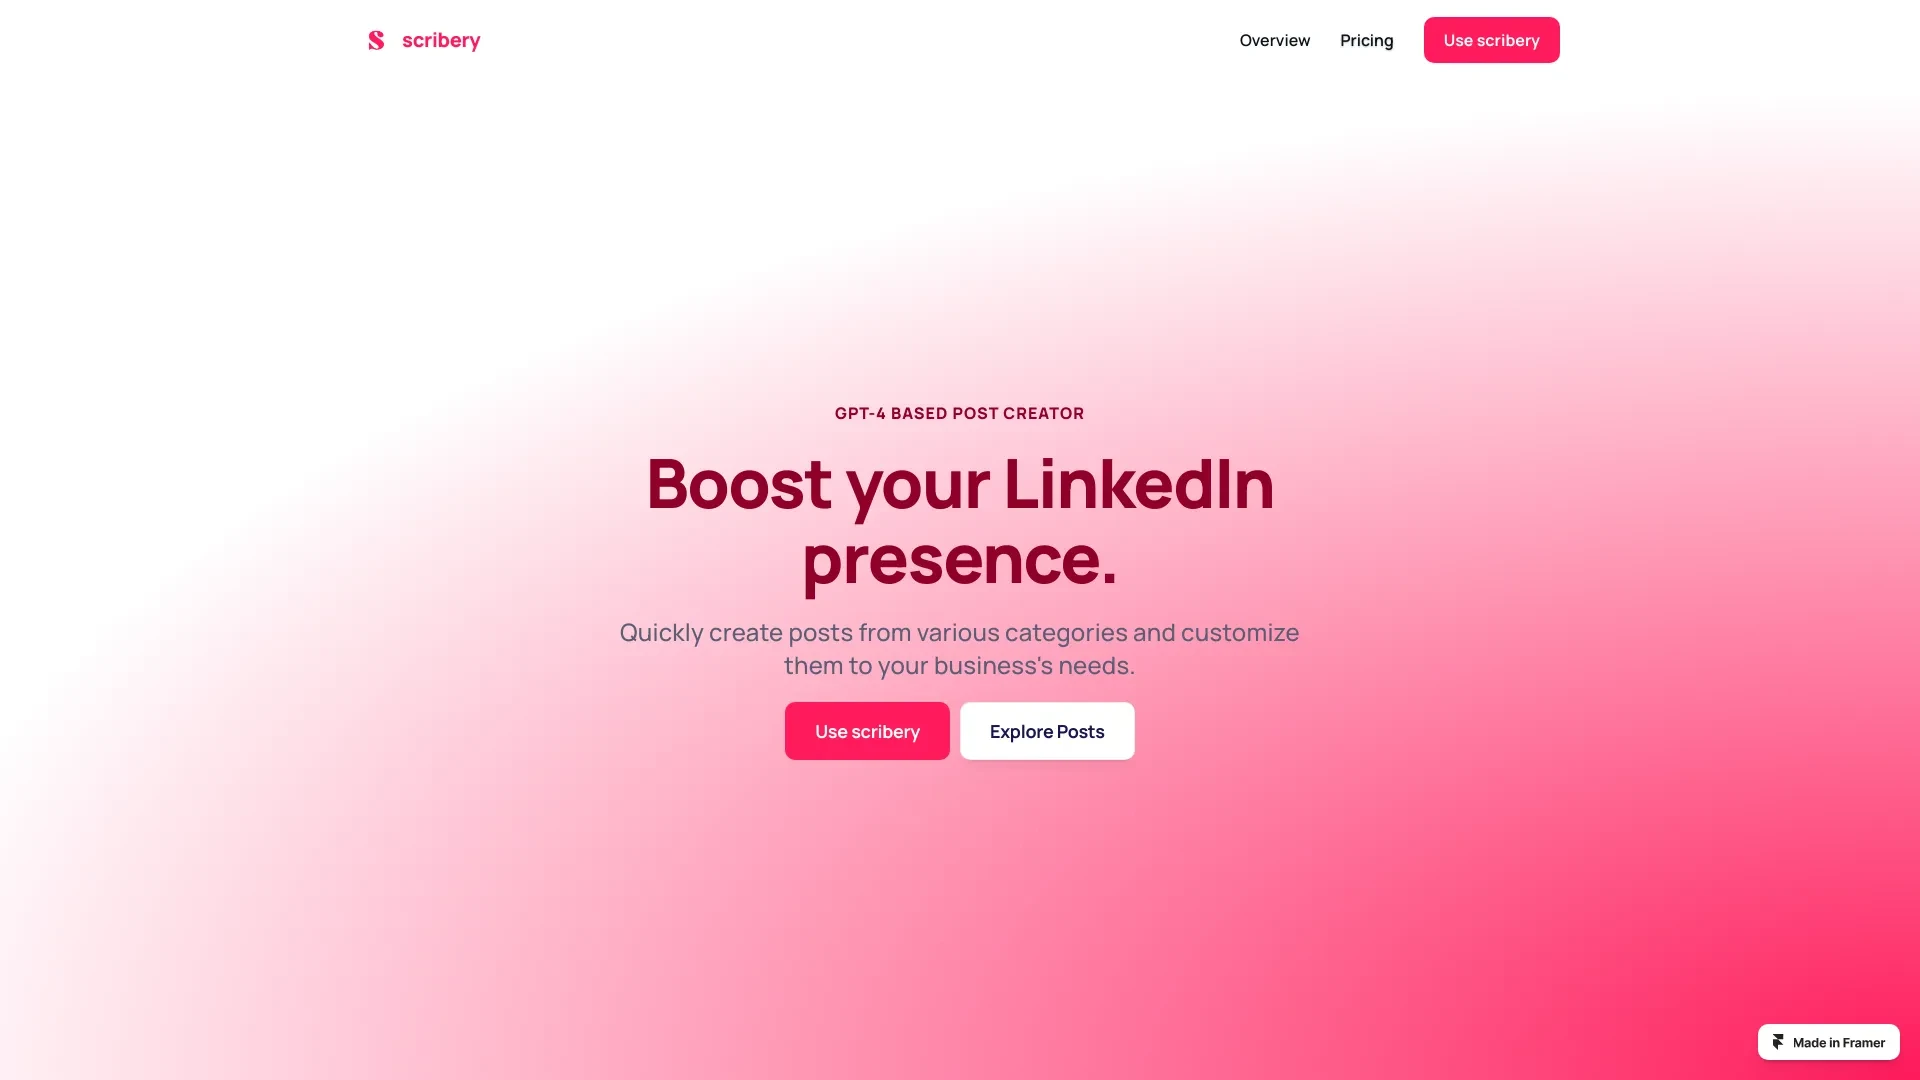 scribery
Overview
Pricing
Use scribery
GPT-4 BASED POST CREATOR
Boost your LinkedIn
presence.
Quickly create posts from various categories and customize
them to your business's needs.
Use scribery
Explore Posts
Made in Framer